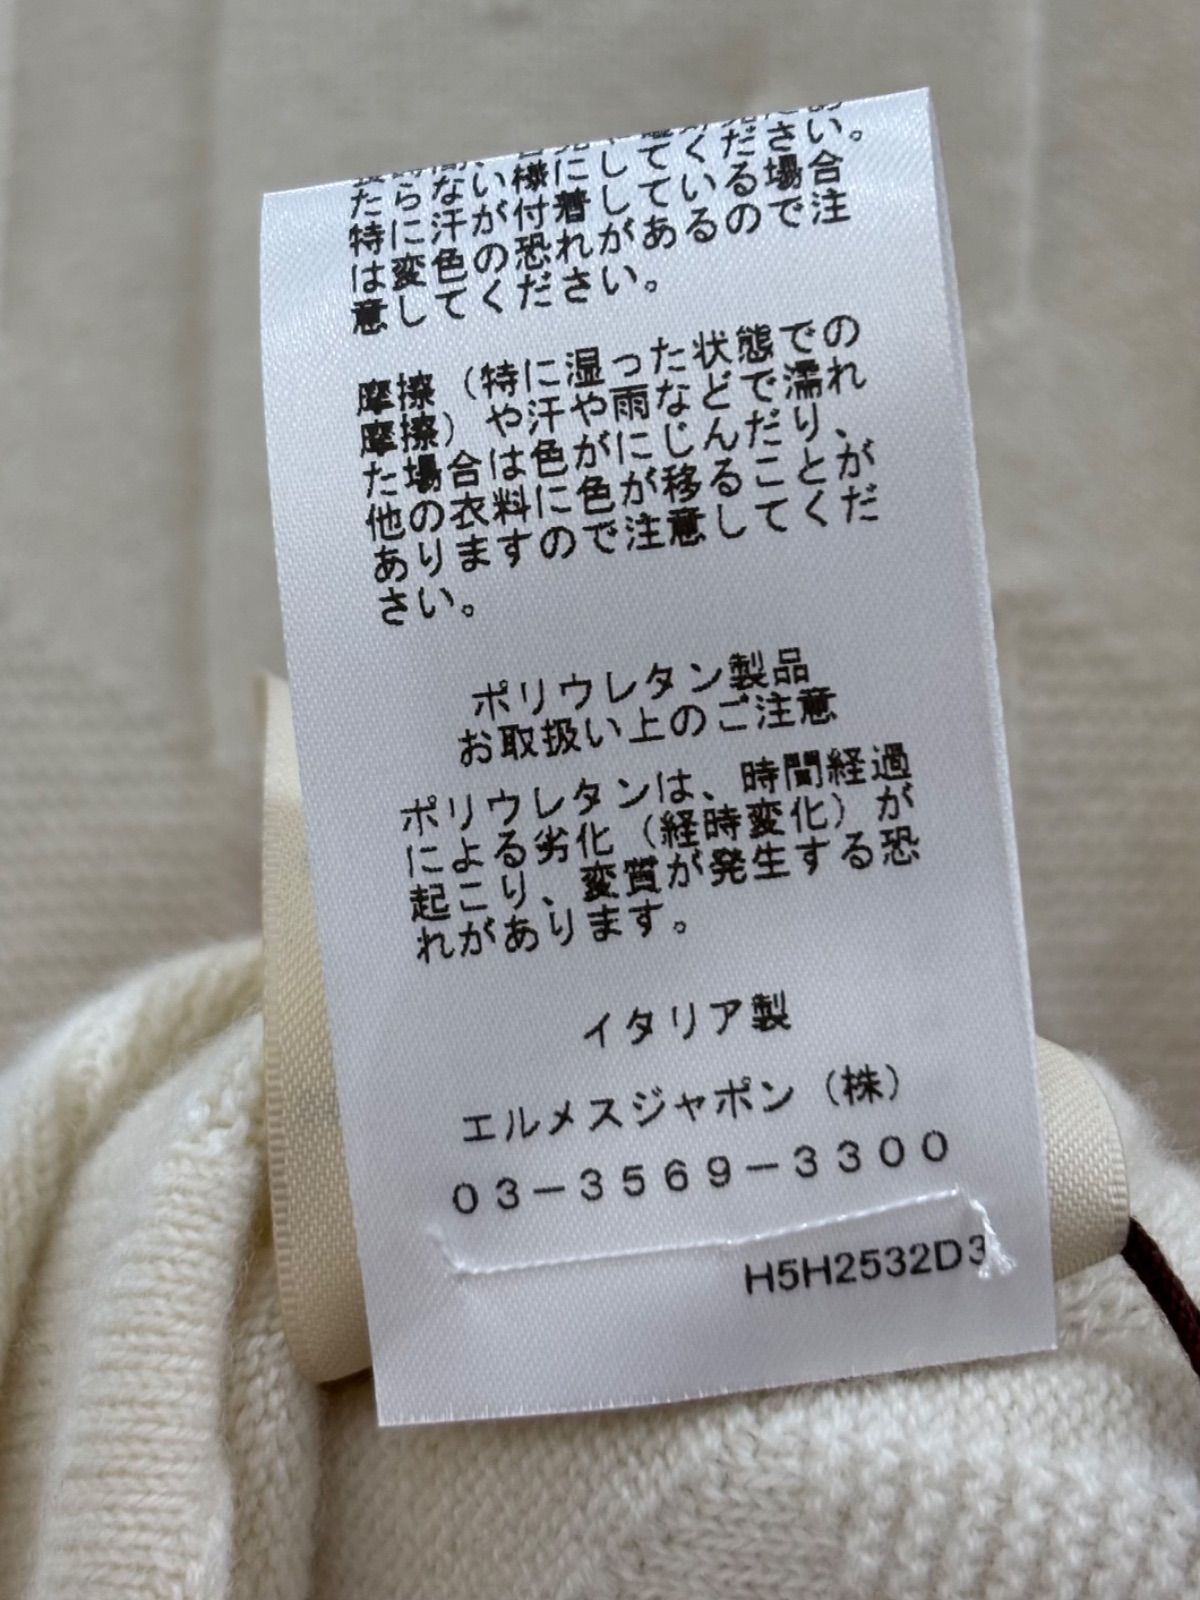 たらない様にしてください。
特に汗が付着している場合
は変色の恐れがあるので注
意してください。
摩擦（特に湿った状態での
摩擦）や汗や雨などで濡れ
た場合は色がにじんだり、
他の衣料に色が移ることが
ありますので注意してくだ
さい。
ポリウレタン製品
お取扱い上のご注意
ポリウレタンは、時間経過
による劣化（経時変化）が
起こり、変質が発生する恐
れがあります。
イタリア製
エルメスジャポン（株）
03-3569-3300
H5H2532D3